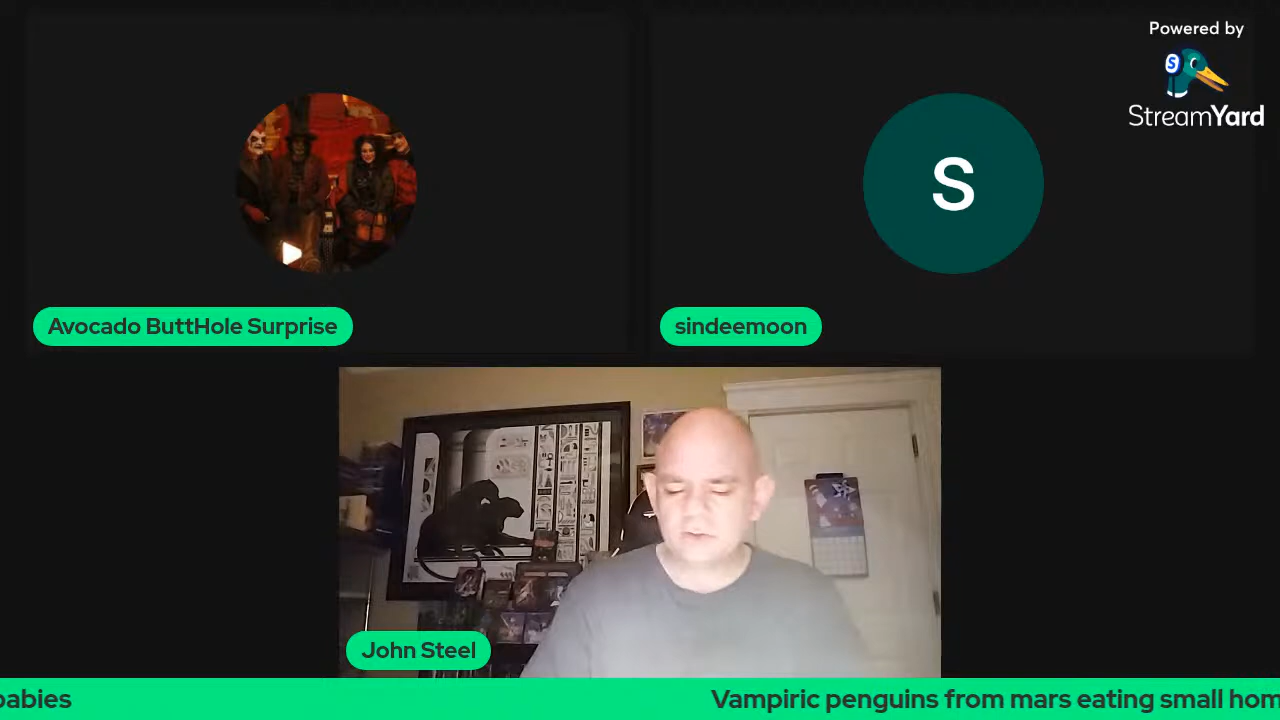 Powered by
S
StreamYard
S
Avocado ButtHole Surprise
sindeemoon
John Steel
babies
Vampiric penguins from mars eating small hom